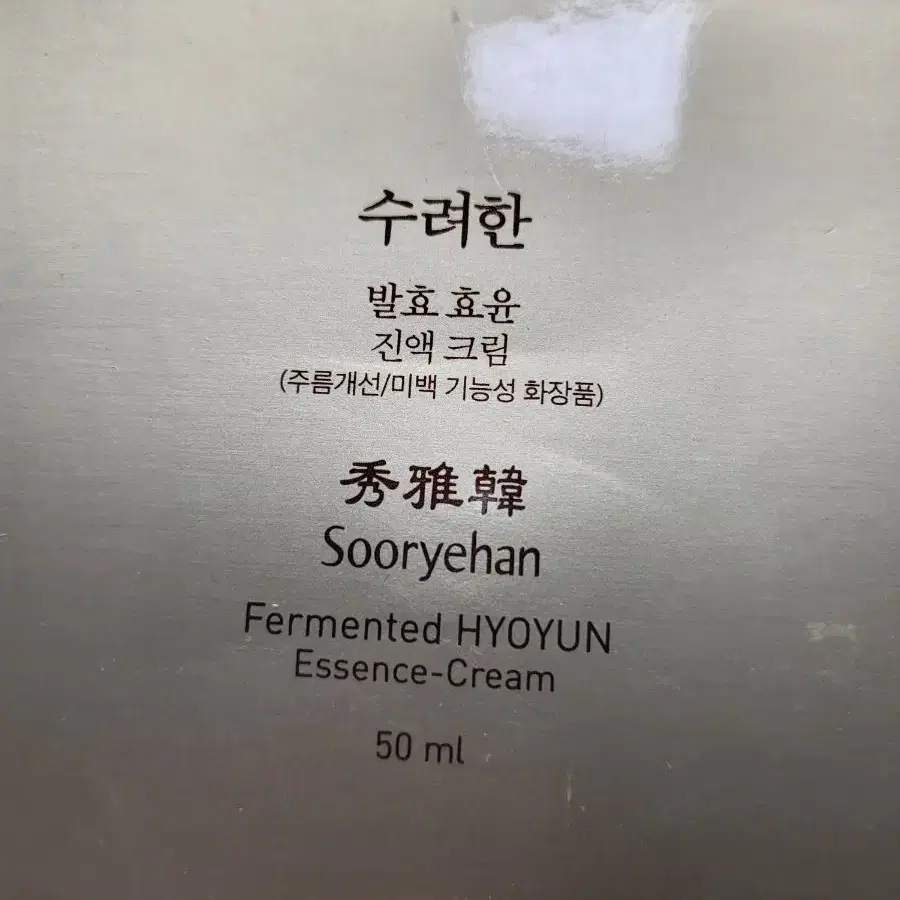 수려한
발효 효윤
진액 크림
(주름개선/미백 기능성 화장품)
秀雅韓
Sooryehan
Fermented HYOYUN
Essence-Cream
50 ml